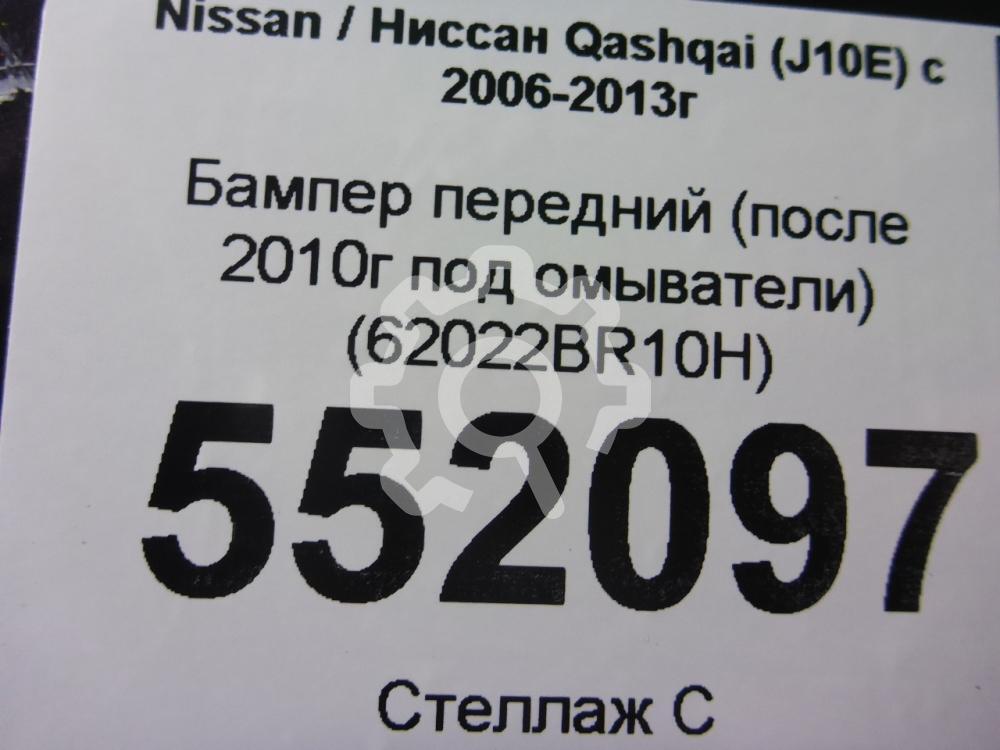 Nissan / Ниссан Qashqai (J10E) с
2006-2013г
Бампер передний (после
2010г под омыватели)
(62022BR10H)
552097
Стеллаж С